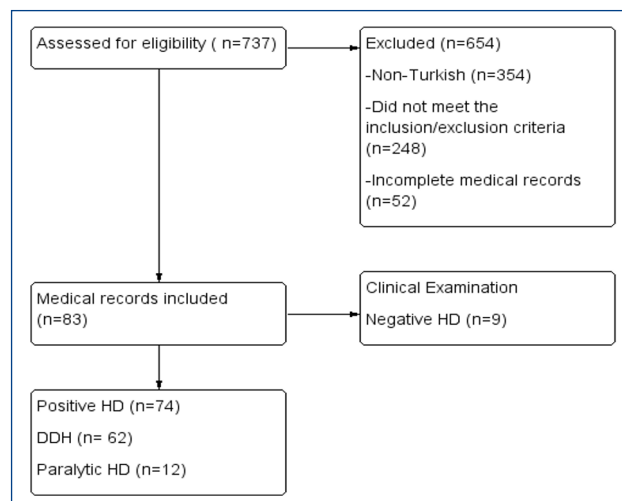 Assessed for eligibility ( n=737)
Excluded (n=654)
-Non-Turkish (n=354)
-Did not meet the
inclusion/exclusion criteria
(n=248)
-Incomplete medical records
(n=52)
Medical records included
(n=83)
Clinical Examination
Negative HD (n=9)
Positive HD (n=74)
DDH (n= 62)
Paralytic HD (n=12)